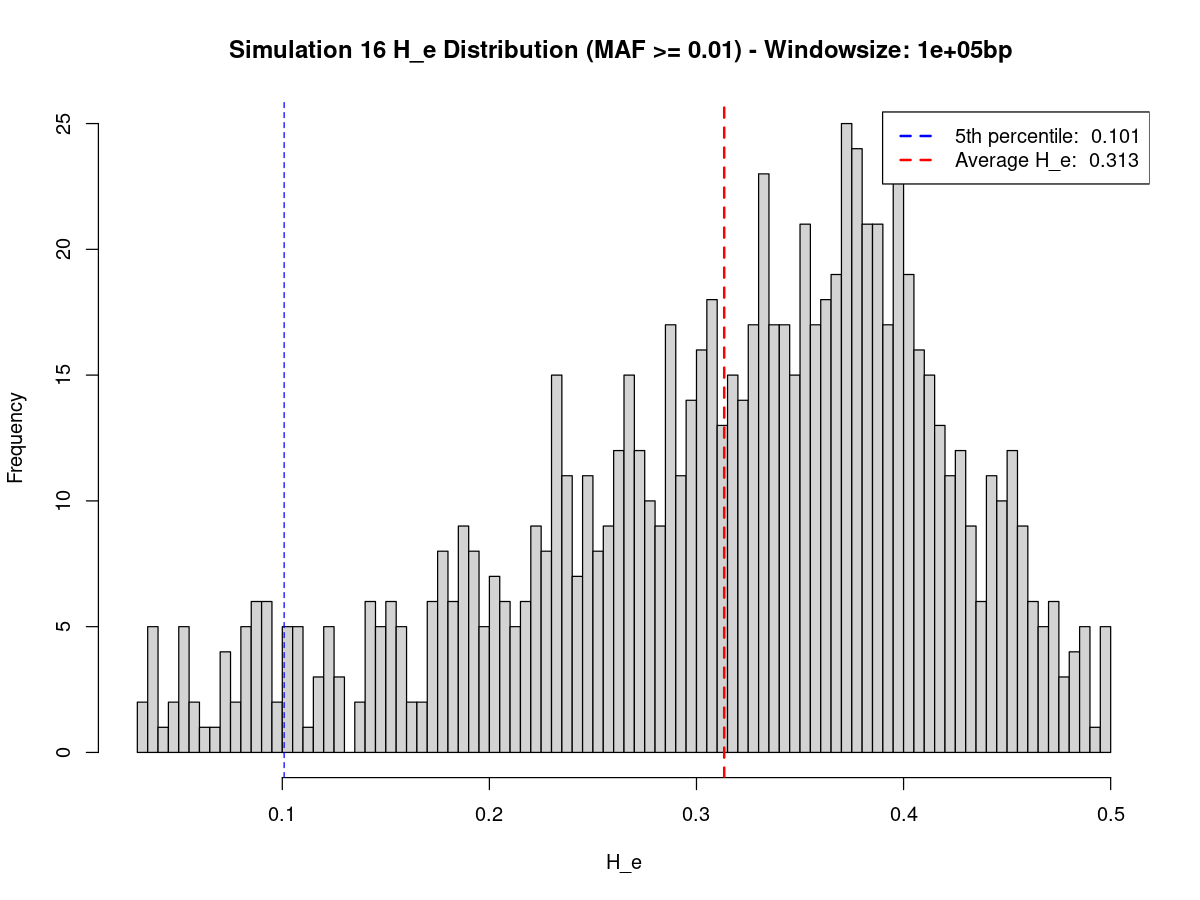 Simulation 16 H_e Distribution (MAF >= 0.01) - Windowsize: 1e+05bp
5th percentile: 0.101
Average H_e: 0.313
Frequency
25
20
15
10
5
0
0.1 0.2 0.3 0.4 0.5
H_e